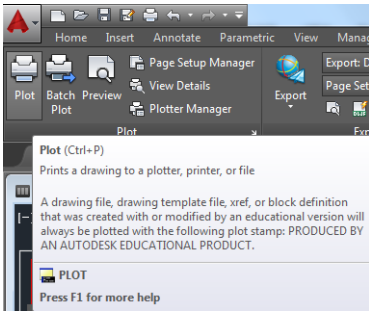 Home Insert Annotate Parametric View Mana
Plot
Batch
Plot
Preview
Page Setup Manager
View Details
Plotter Manager
Export
Export: D
Page Set
Plot
Exp
Plot (Ctrl+P)
Prints a drawing to a plotter, printer, or file
A drawing file, drawing template file, xref, or block definition
that was created with or modified by an educational version will
always be plotted with the following plot stamp: PRODUCED BY
AN AUTODESK EDUCATIONAL PRODUCT.
PLOT
Press F1 for more help